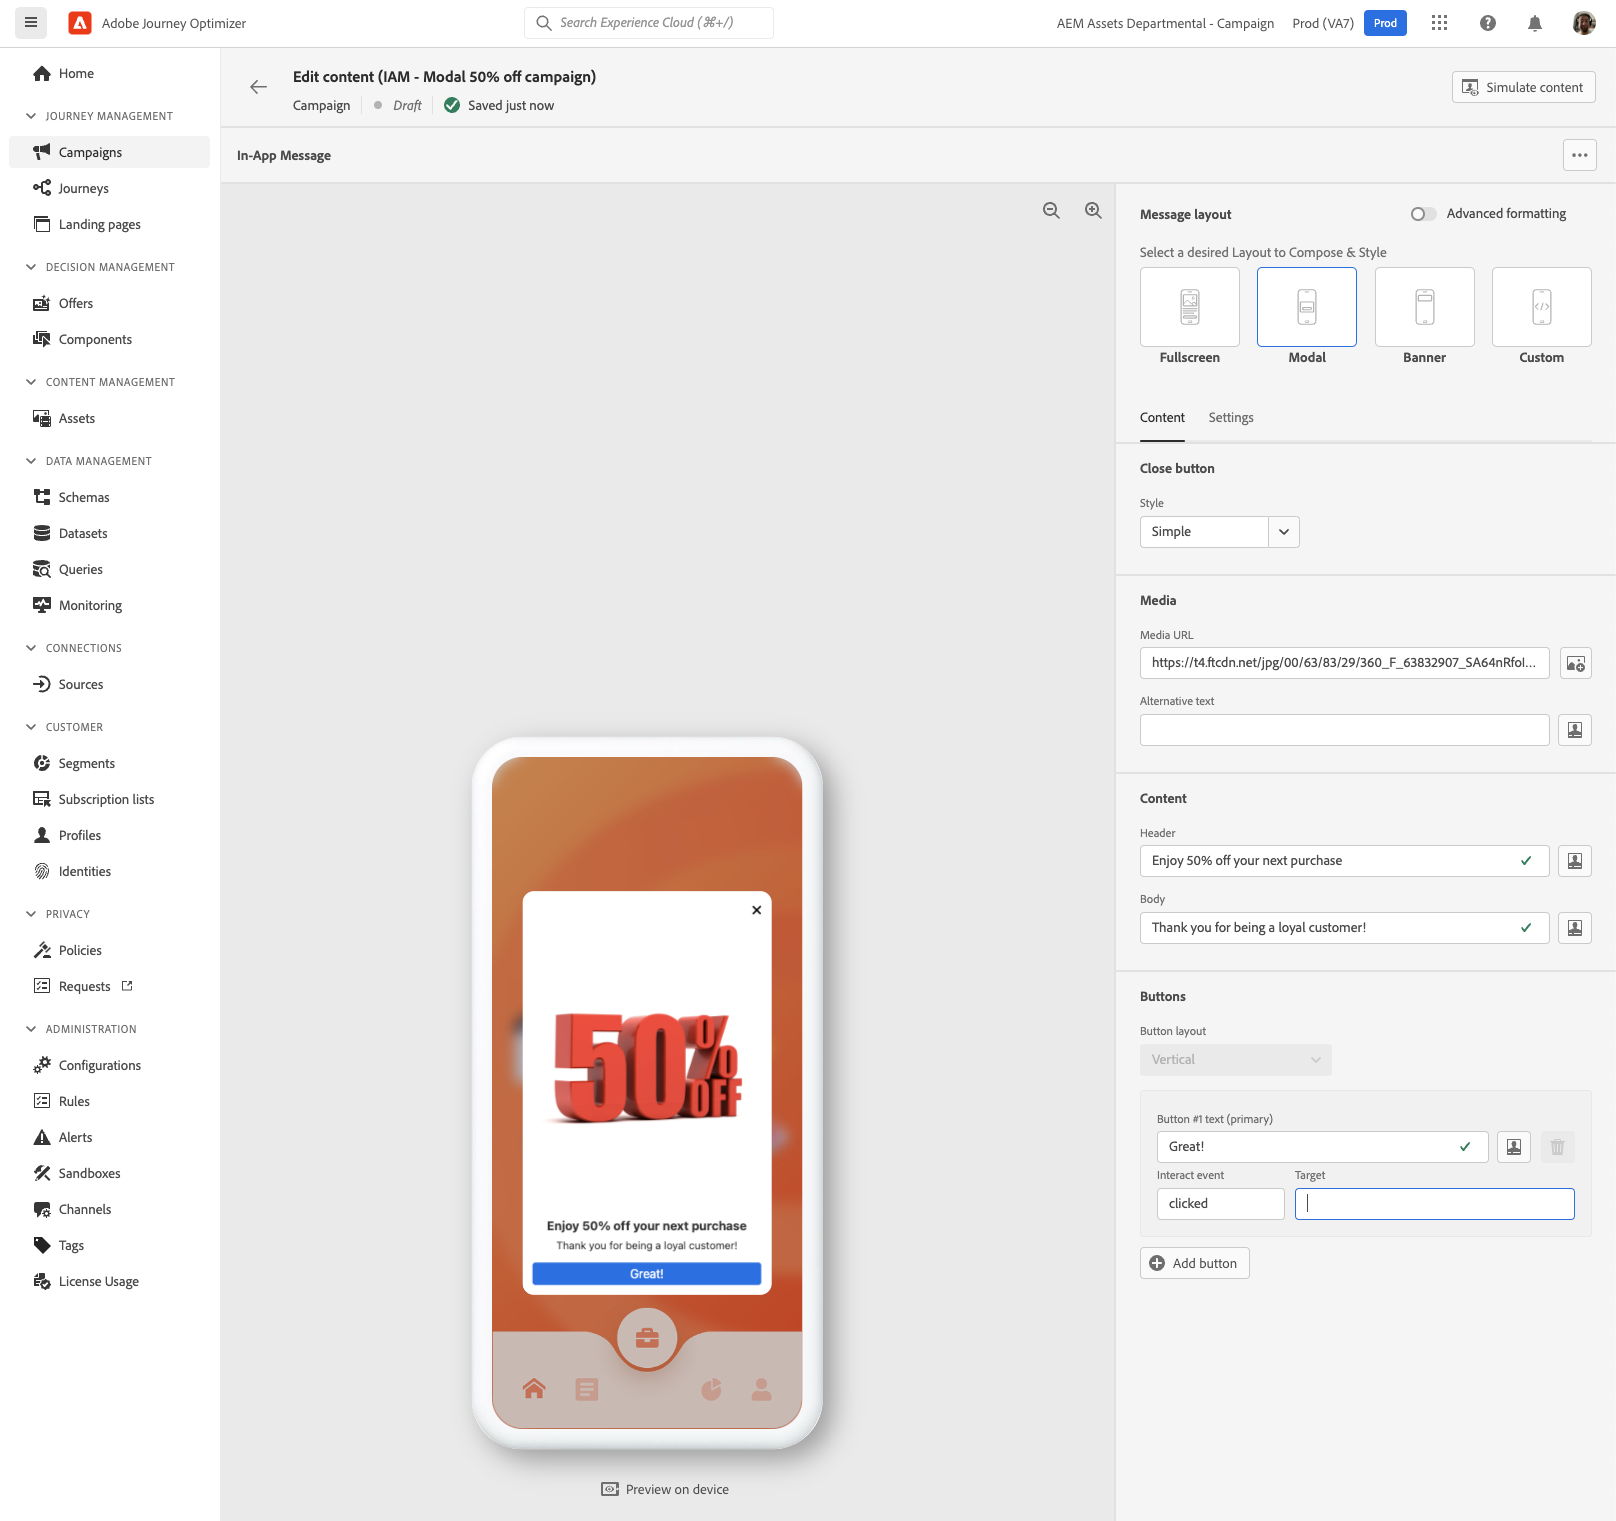 Adobe Journey Optimizer
Search Experience Cloud (⌘+/)
AEM Assets Departmental - Campaign
Prod (VA7)
Prod
Home
JOURNEY MANAGEMENT
Campaigns
Journeys
Landing pages
DECISION MANAGEMENT
Offers
Components
CONTENT MANAGEMENT
Assets
DATA MANAGEMENT
Schemas
Datasets
Queries
Monitoring
CONNECTIONS
Sources
CUSTOMER
Segments
Subscription lists
Profiles
Identities
PRIVACY
Policies
Requests
ADMINISTRATION
Configurations
Rules
Alerts
Sandboxes
Channels
Tags
License Usage
Edit content (IAM - Modal 50% off campaign)
Campaign
Draft
Saved just now
Simulate content
In-App Message
50% OFF
Enjoy 50% off your next purchase
Thank you for being a loyal customer!
Great!
Preview on device
Message layout
Advanced formatting
Select a desired Layout to Compose & Style
Fullscreen
Modal
Banner
Custom
Content
Settings
Close button
Style
Simple
Media
Media URL
https://t4.ftcdn.net/jpg/00/63/83/29/360_F_63832907_SA64nRfoI...
Alternative text
Content
Header
Enjoy 50% off your next purchase
Body
Thank you for being a loyal customer!
Buttons
Button layout
Vertical
Button #1 text (primary)
Great!
Interact event
Target
clicked
Add button